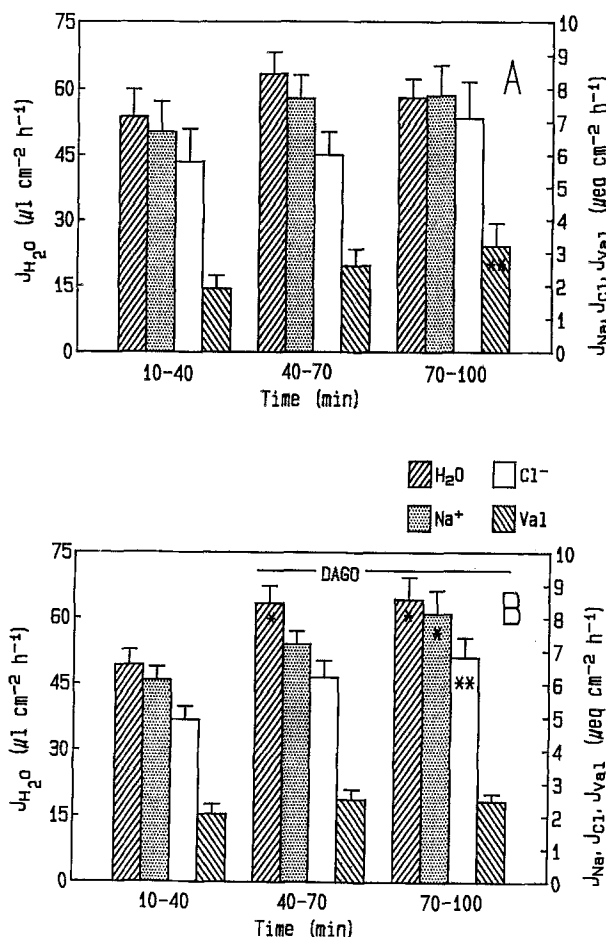 A
J_H₂O (μl cm⁻² h⁻¹)
75
60
45
30
15
0
10
9
8
7
6
5
4
3
2
1
0
J_Na, J_Cl, J_Val (μeq cm⁻² h⁻¹)
**
10-40 40-70 70-100
Time (min)
H₂O Cl⁻
Na⁺ Val
B
DAGO
J_H₂O (μl cm⁻² h⁻¹)
75
60
45
30
15
0
10
9
8
7
6
5
4
3
2
1
0
J_Na, J_Cl, J_Val (μeq cm⁻² h⁻¹)
* * * **
10-40 40-70 70-100
Time (min)